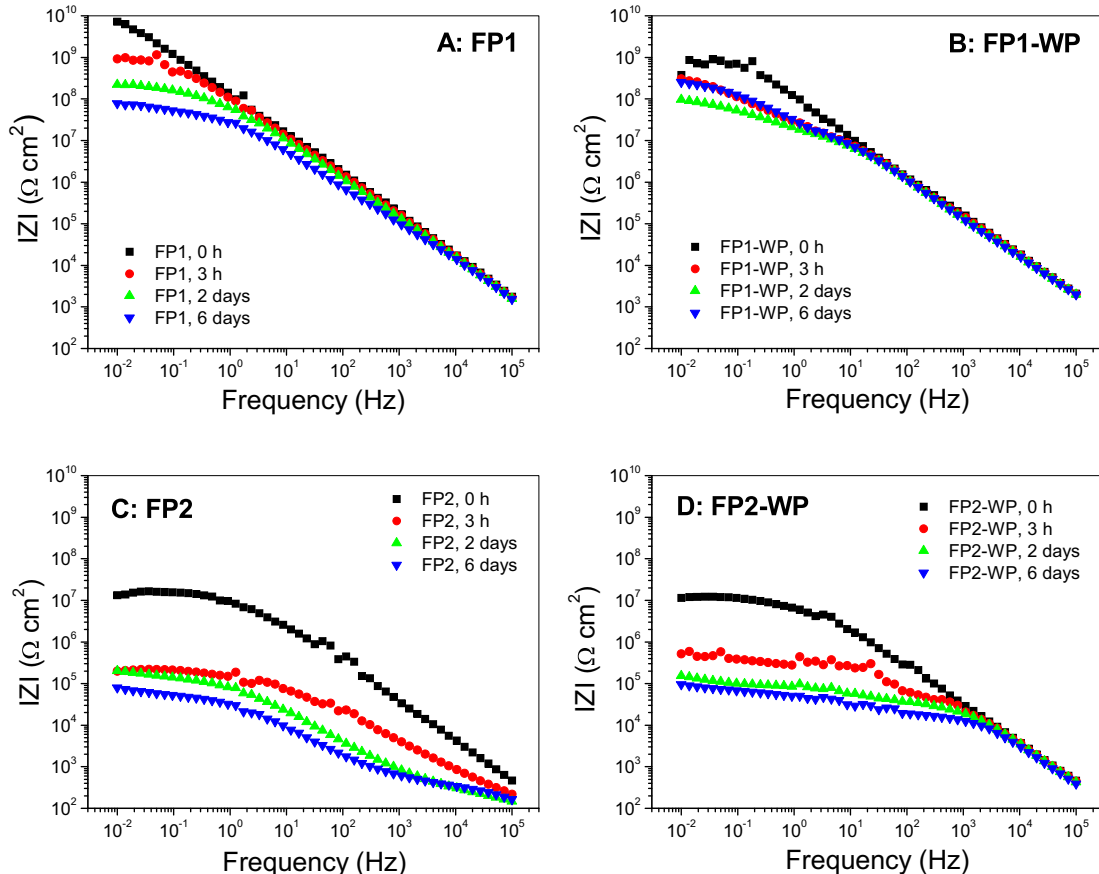 A: FP1
10^10
10^9
10^8
10^7
10^6
10^5
10^4
10^3
10^2
IZI (Ω cm^2)
FP1, 0 h
FP1, 3 h
FP1, 2 days
FP1, 6 days
10^-2 10^-1 10^0 10^1 10^2 10^3 10^4 10^5
Frequency (Hz)
B: FP1-WP
10^10
10^9
10^8
10^7
10^6
10^5
10^4
10^3
10^2
IZI (Ω cm^2)
FP1-WP, 0 h
FP1-WP, 3 h
FP1-WP, 2 days
FP1-WP, 6 days
10^-2 10^-1 10^0 10^1 10^2 10^3 10^4 10^5
Frequency (Hz)
C: FP2
10^10
10^9
10^8
10^7
10^6
10^5
10^4
10^3
10^2
IZI (Ω cm^2)
FP2, 0 h
FP2, 3 h
FP2, 2 days
FP2, 6 days
10^-2 10^-1 10^0 10^1 10^2 10^3 10^4 10^5
Frequency (Hz)
D: FP2-WP
10^10
10^9
10^8
10^7
10^6
10^5
10^4
10^3
10^2
IZI (Ω cm^2)
FP2-WP, 0 h
FP2-WP, 3 h
FP2-WP, 2 days
FP2-WP, 6 days
10^-2 10^-1 10^0 10^1 10^2 10^3 10^4 10^5
Frequency (Hz)